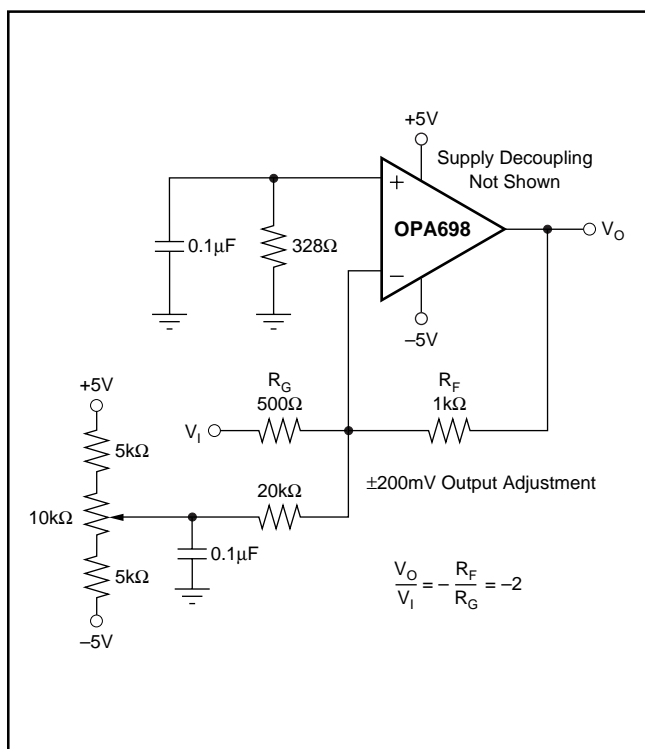 +5V
Supply Decoupling
Not Shown
+
OPA698
−
0.1µF
328Ω
V_O
−5V
+5V
R_G
500Ω
R_F
1kΩ
V_I
5kΩ
20kΩ
±200mV Output Adjustment
10kΩ
0.1µF
5kΩ
−5V
V_O/V_I = − R_F/R_G = −2